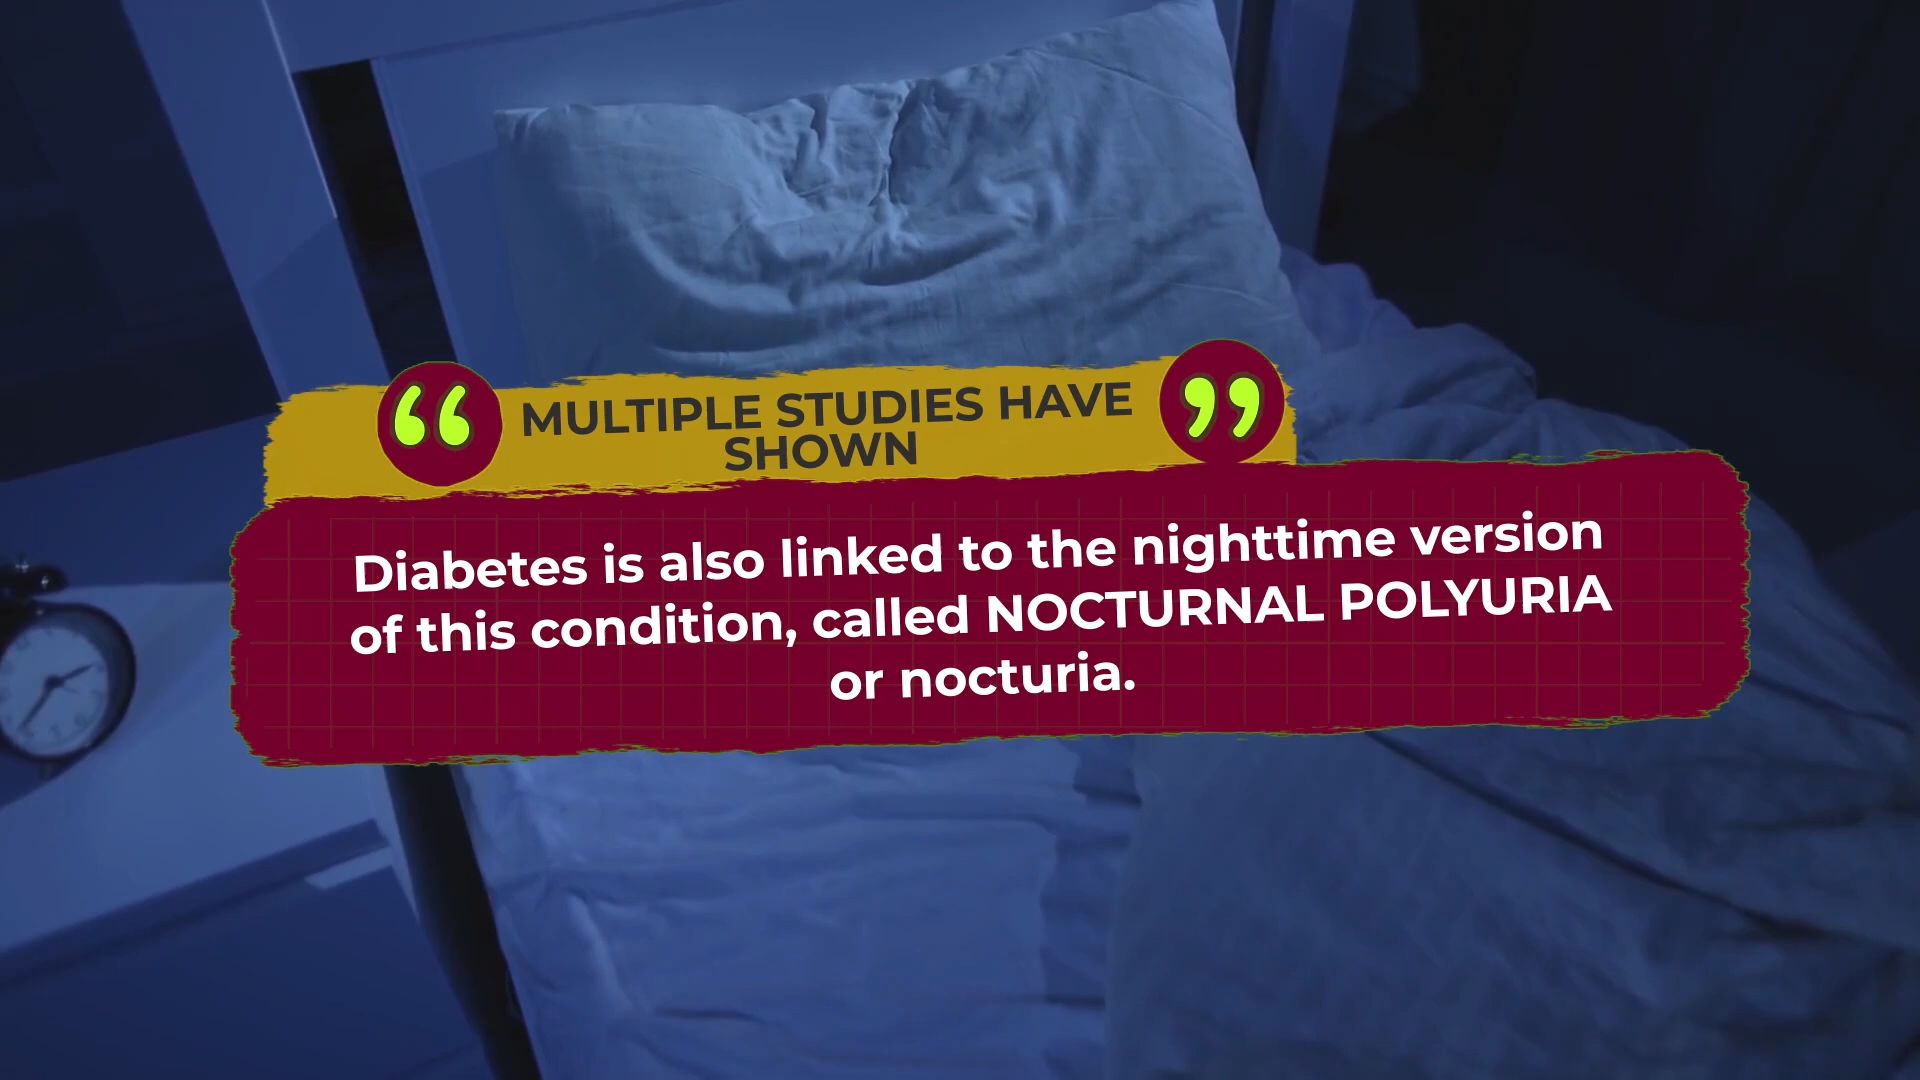 “ MULTIPLE STUDIES HAVE ”
SHOWN
Diabetes is also linked to the nighttime version
of this condition, called NOCTURNAL POLYURIA
or nocturia.